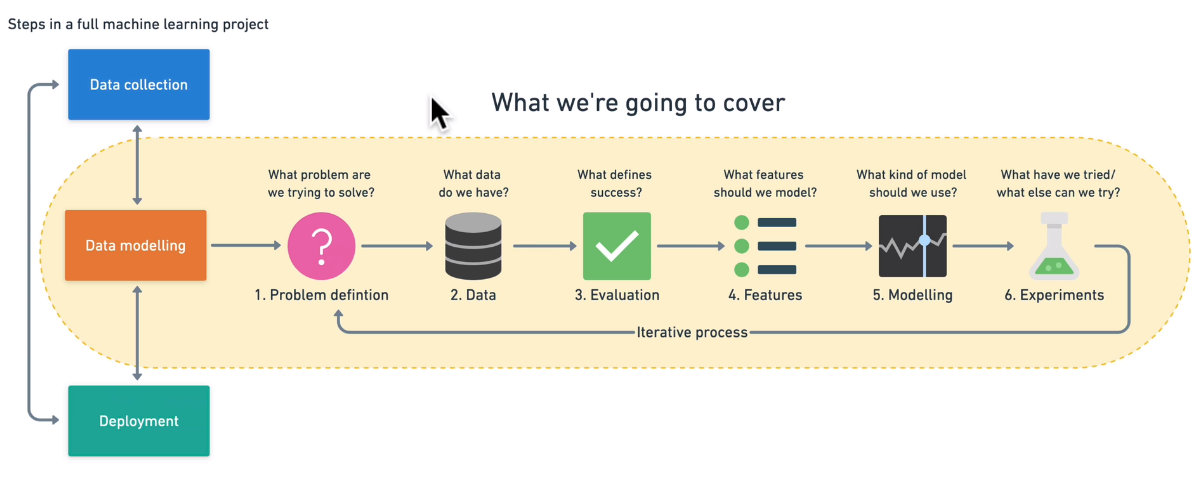 Steps in a full machine learning project
Data collection
What we're going to cover
What problem are
we trying to solve?
What data
do we have?
What defines
success?
What features
should we model?
What kind of model
should we use?
What have we tried/
what else can we try?
Data modelling
?
1. Problem defintion
2. Data
3. Evaluation
4. Features
5. Modelling
6. Experiments
Iterative process
Deployment